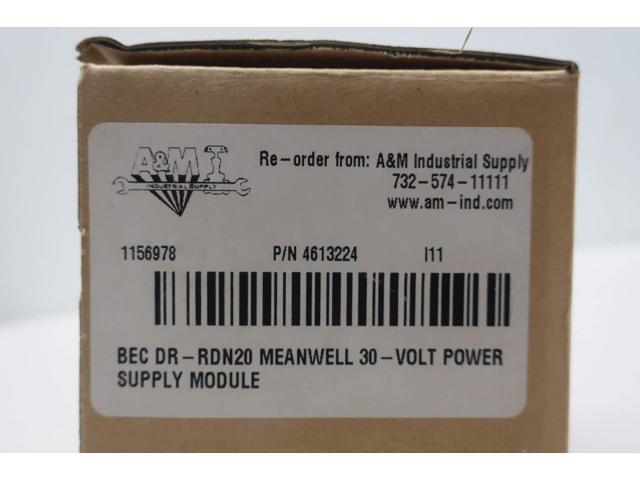 A&M I
INDUSTRIAL SUPPLY
Re-order from: A&M Industrial Supply
732-574-11111
www.am-ind.com
1156978 P/N 4613224 I11
BEC DR-RDN20 MEANWELL 30-VOLT POWER
SUPPLY MODULE